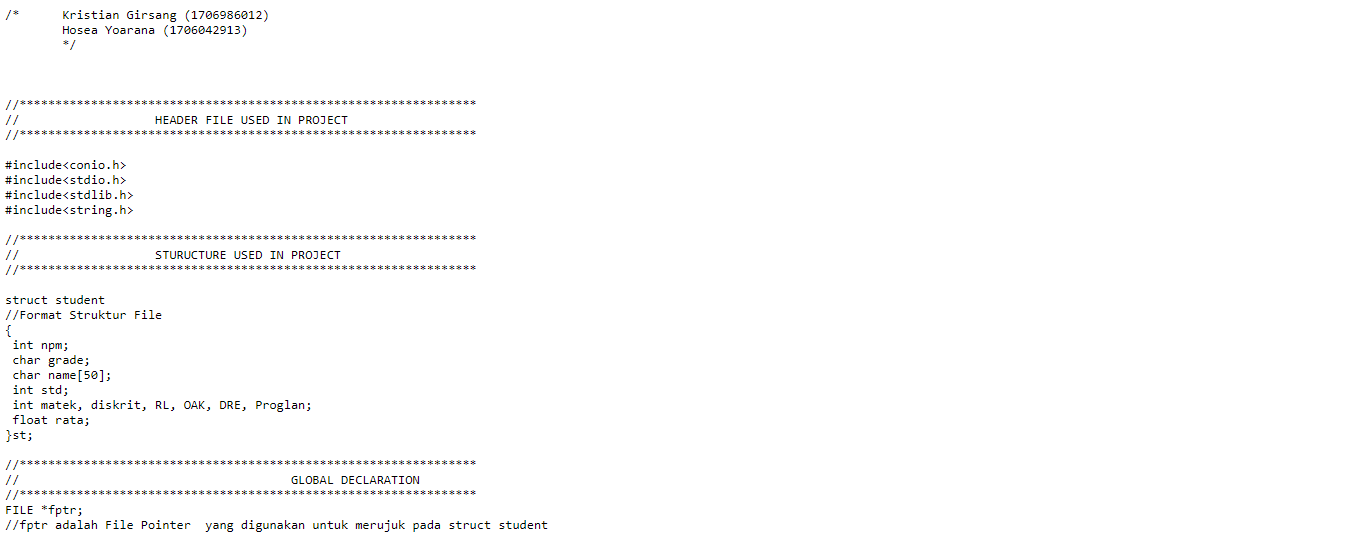 /*      Kristian Girsang (1706986012)
        Hosea Yoarana (1706042913)
        */
//****************************************************************
//                   HEADER FILE USED IN PROJECT
//****************************************************************
#include<conio.h>
#include<stdio.h>
#include<stdlib.h>
#include<string.h>
//****************************************************************
//                   STURUCTURE USED IN PROJECT
//****************************************************************
struct student
//Format Struktur File
{
 int npm;
 char grade;
 char name[50];
 int std;
 int matek, diskrit, RL, OAK, DRE, Proglan;
 float rata;
}st;
//****************************************************************
//                                      GLOBAL DECLARATION
//****************************************************************
FILE *fptr;
//fptr adalah File Pointer  yang digunakan untuk merujuk pada struct student